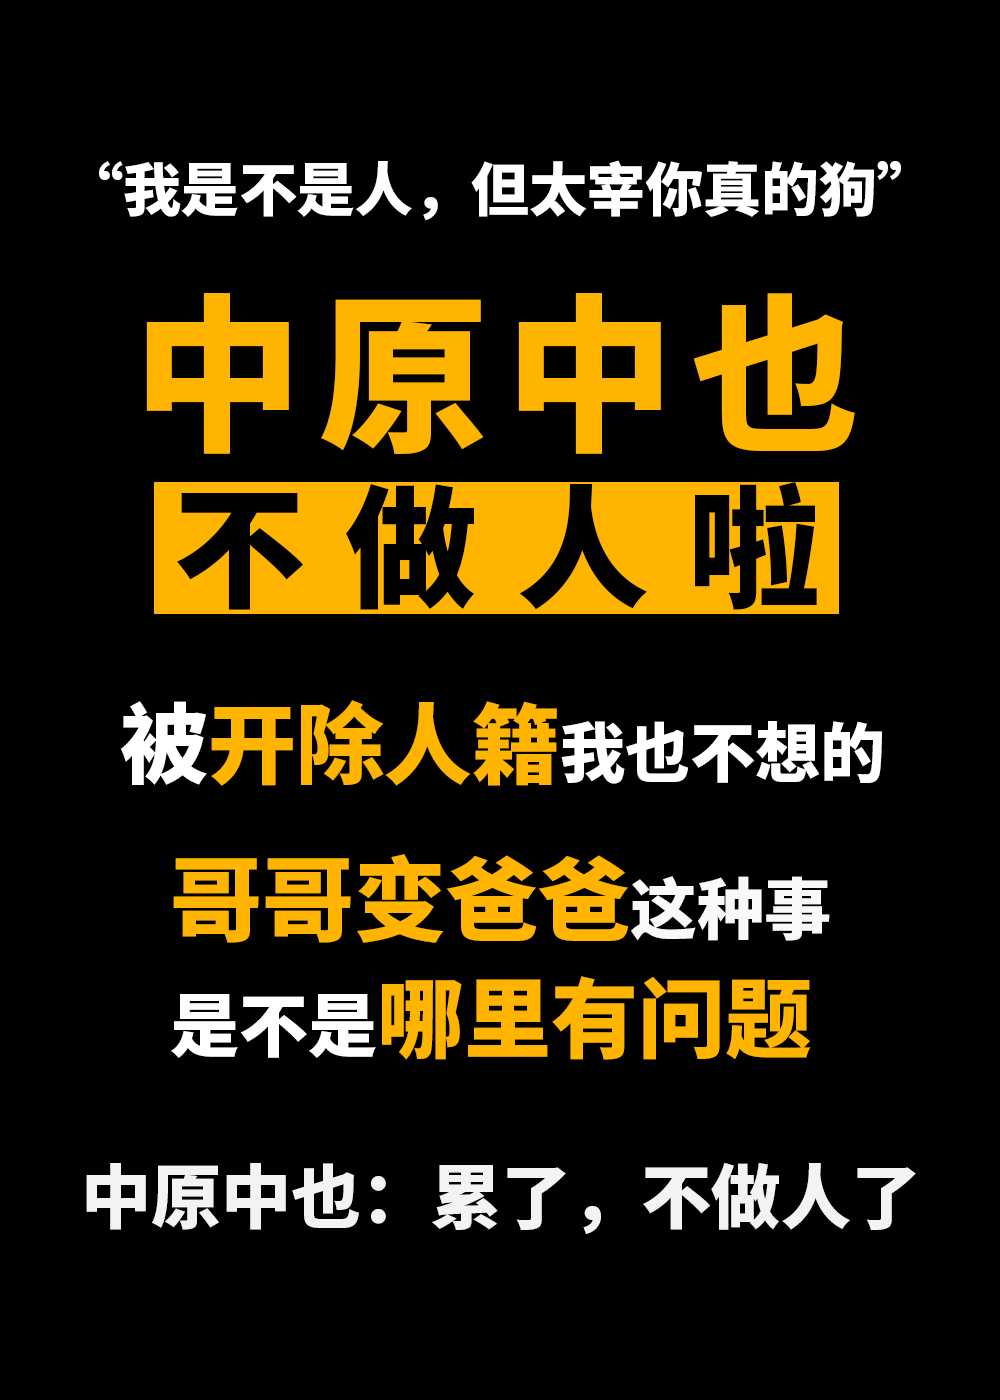 “我是不是人，但太宰你真的狗”
中原中也
不做人啦
被开除人籍我也不想的
哥哥变爸爸这种事
是不是哪里有问题
中原中也：累了，不做人了